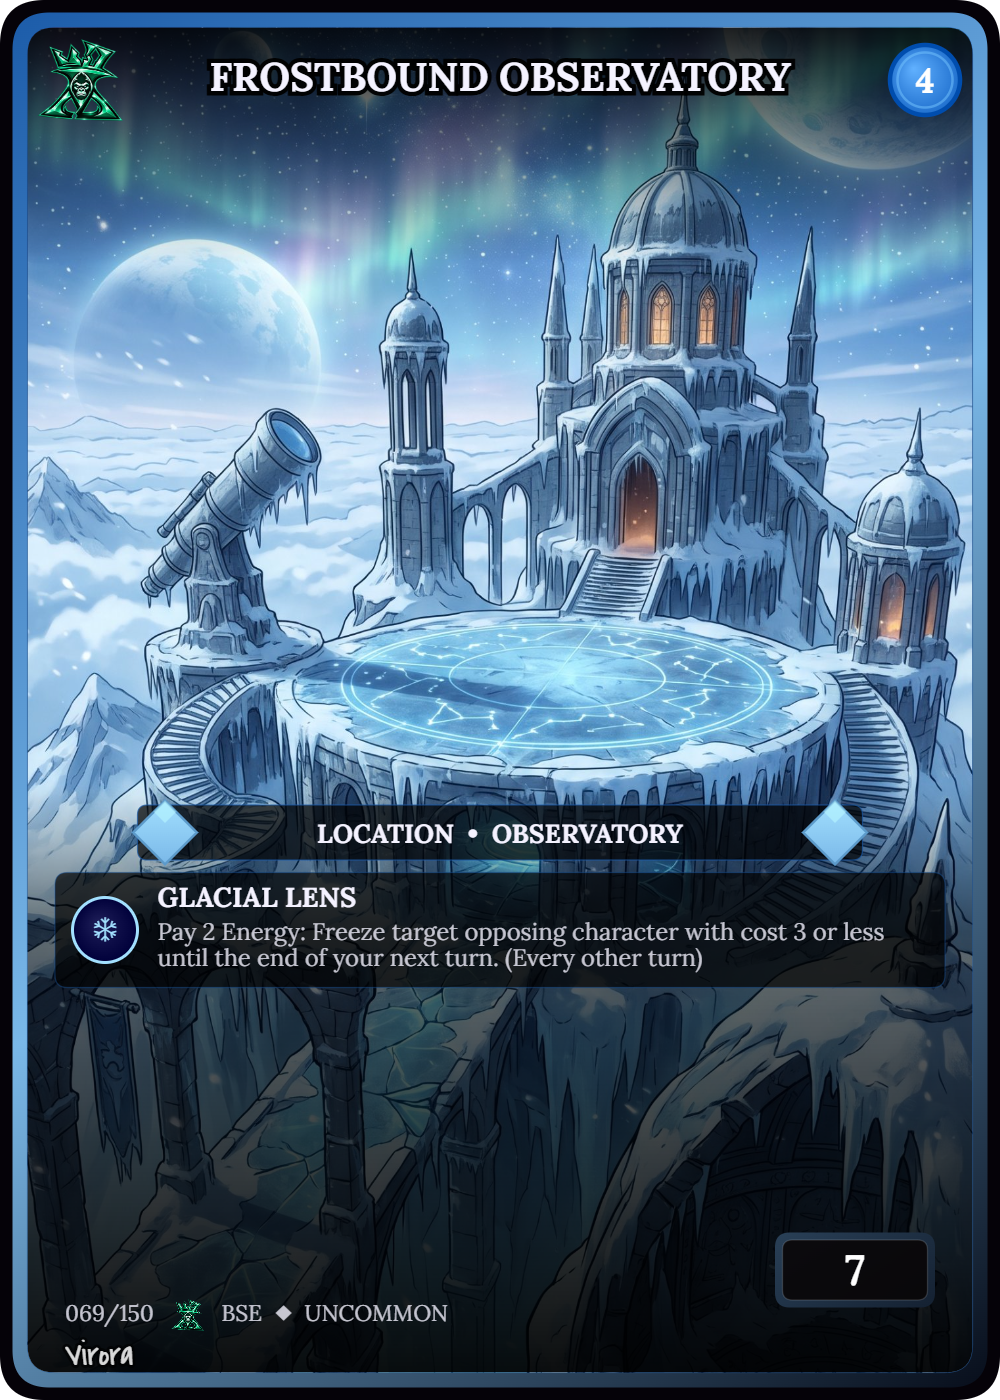 FROSTBOUND OBSERVATORY
4
LOCATION • OBSERVATORY
GLACIAL LENS
Pay 2 Energy: Freeze target opposing character with cost 3 or less
until the end of your next turn. (Every other turn)
7
069/150 BSE ◆ UNCOMMON
Virora